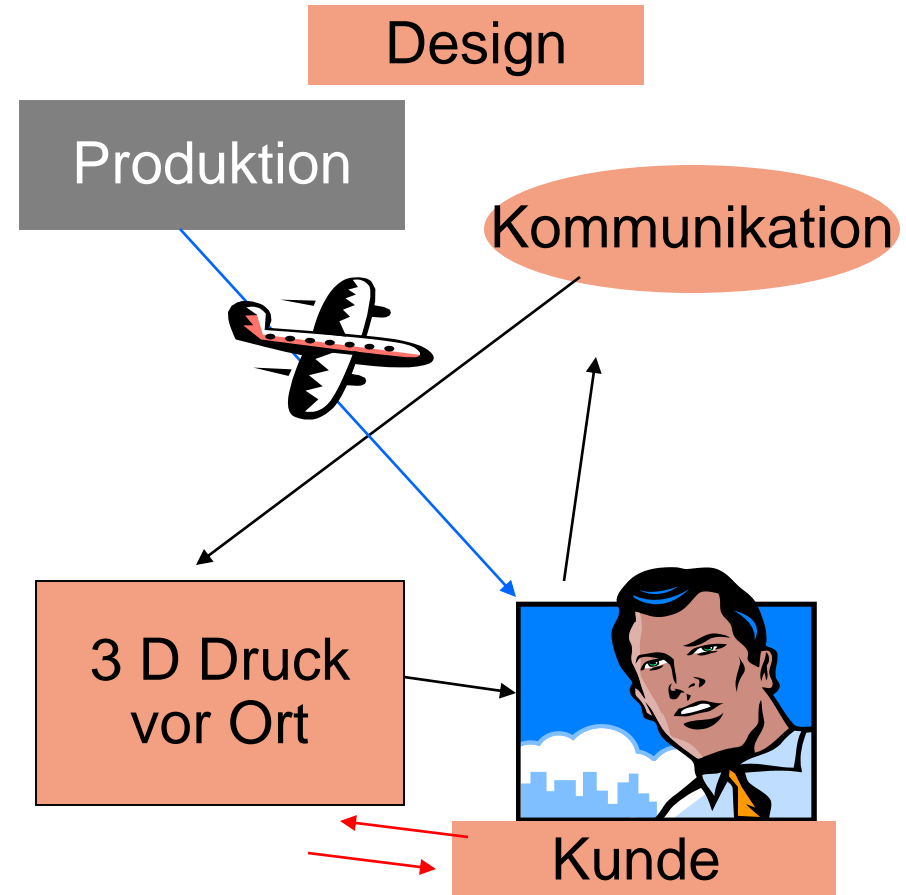 Design
Produktion
Kommunikation
3 D Druck
vor Ort
Kunde